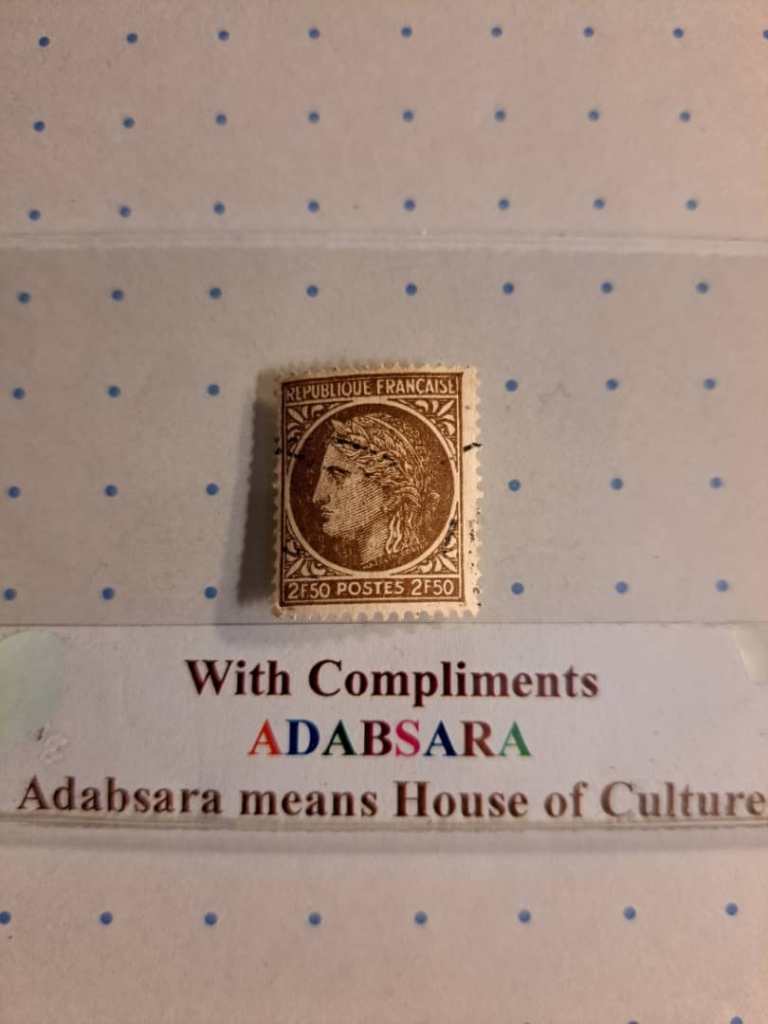 REPUBLIQUE FRANÇAISE
2F50 POSTES 2F50
With Compliments
ADABSARA
Adabsara means House of Culture